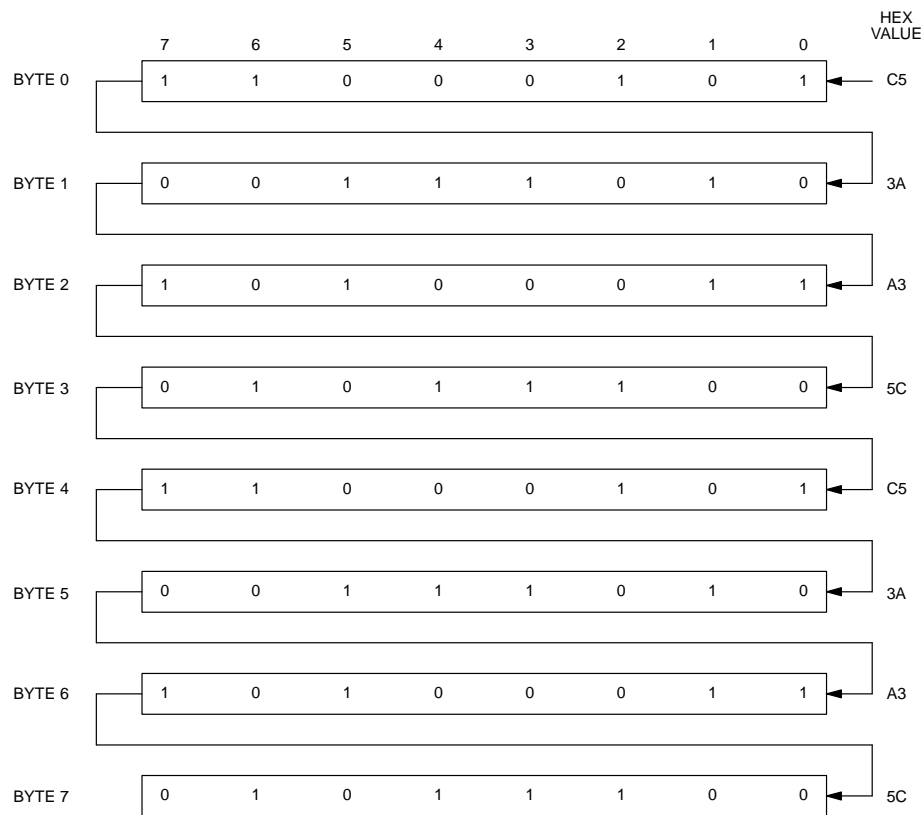 HEX
VALUE
7 6 5 4 3 2 1 0
BYTE 0 1 1 0 0 0 1 0 1 C5
BYTE 1 0 0 1 1 1 0 1 0 3A
BYTE 2 1 0 1 0 0 0 1 1 A3
BYTE 3 0 1 0 1 1 1 0 0 5C
BYTE 4 1 1 0 0 0 1 0 1 C5
BYTE 5 0 0 1 1 1 0 1 0 3A
BYTE 6 1 0 1 0 0 0 1 1 A3
BYTE 7 0 1 0 1 1 1 0 0 5C